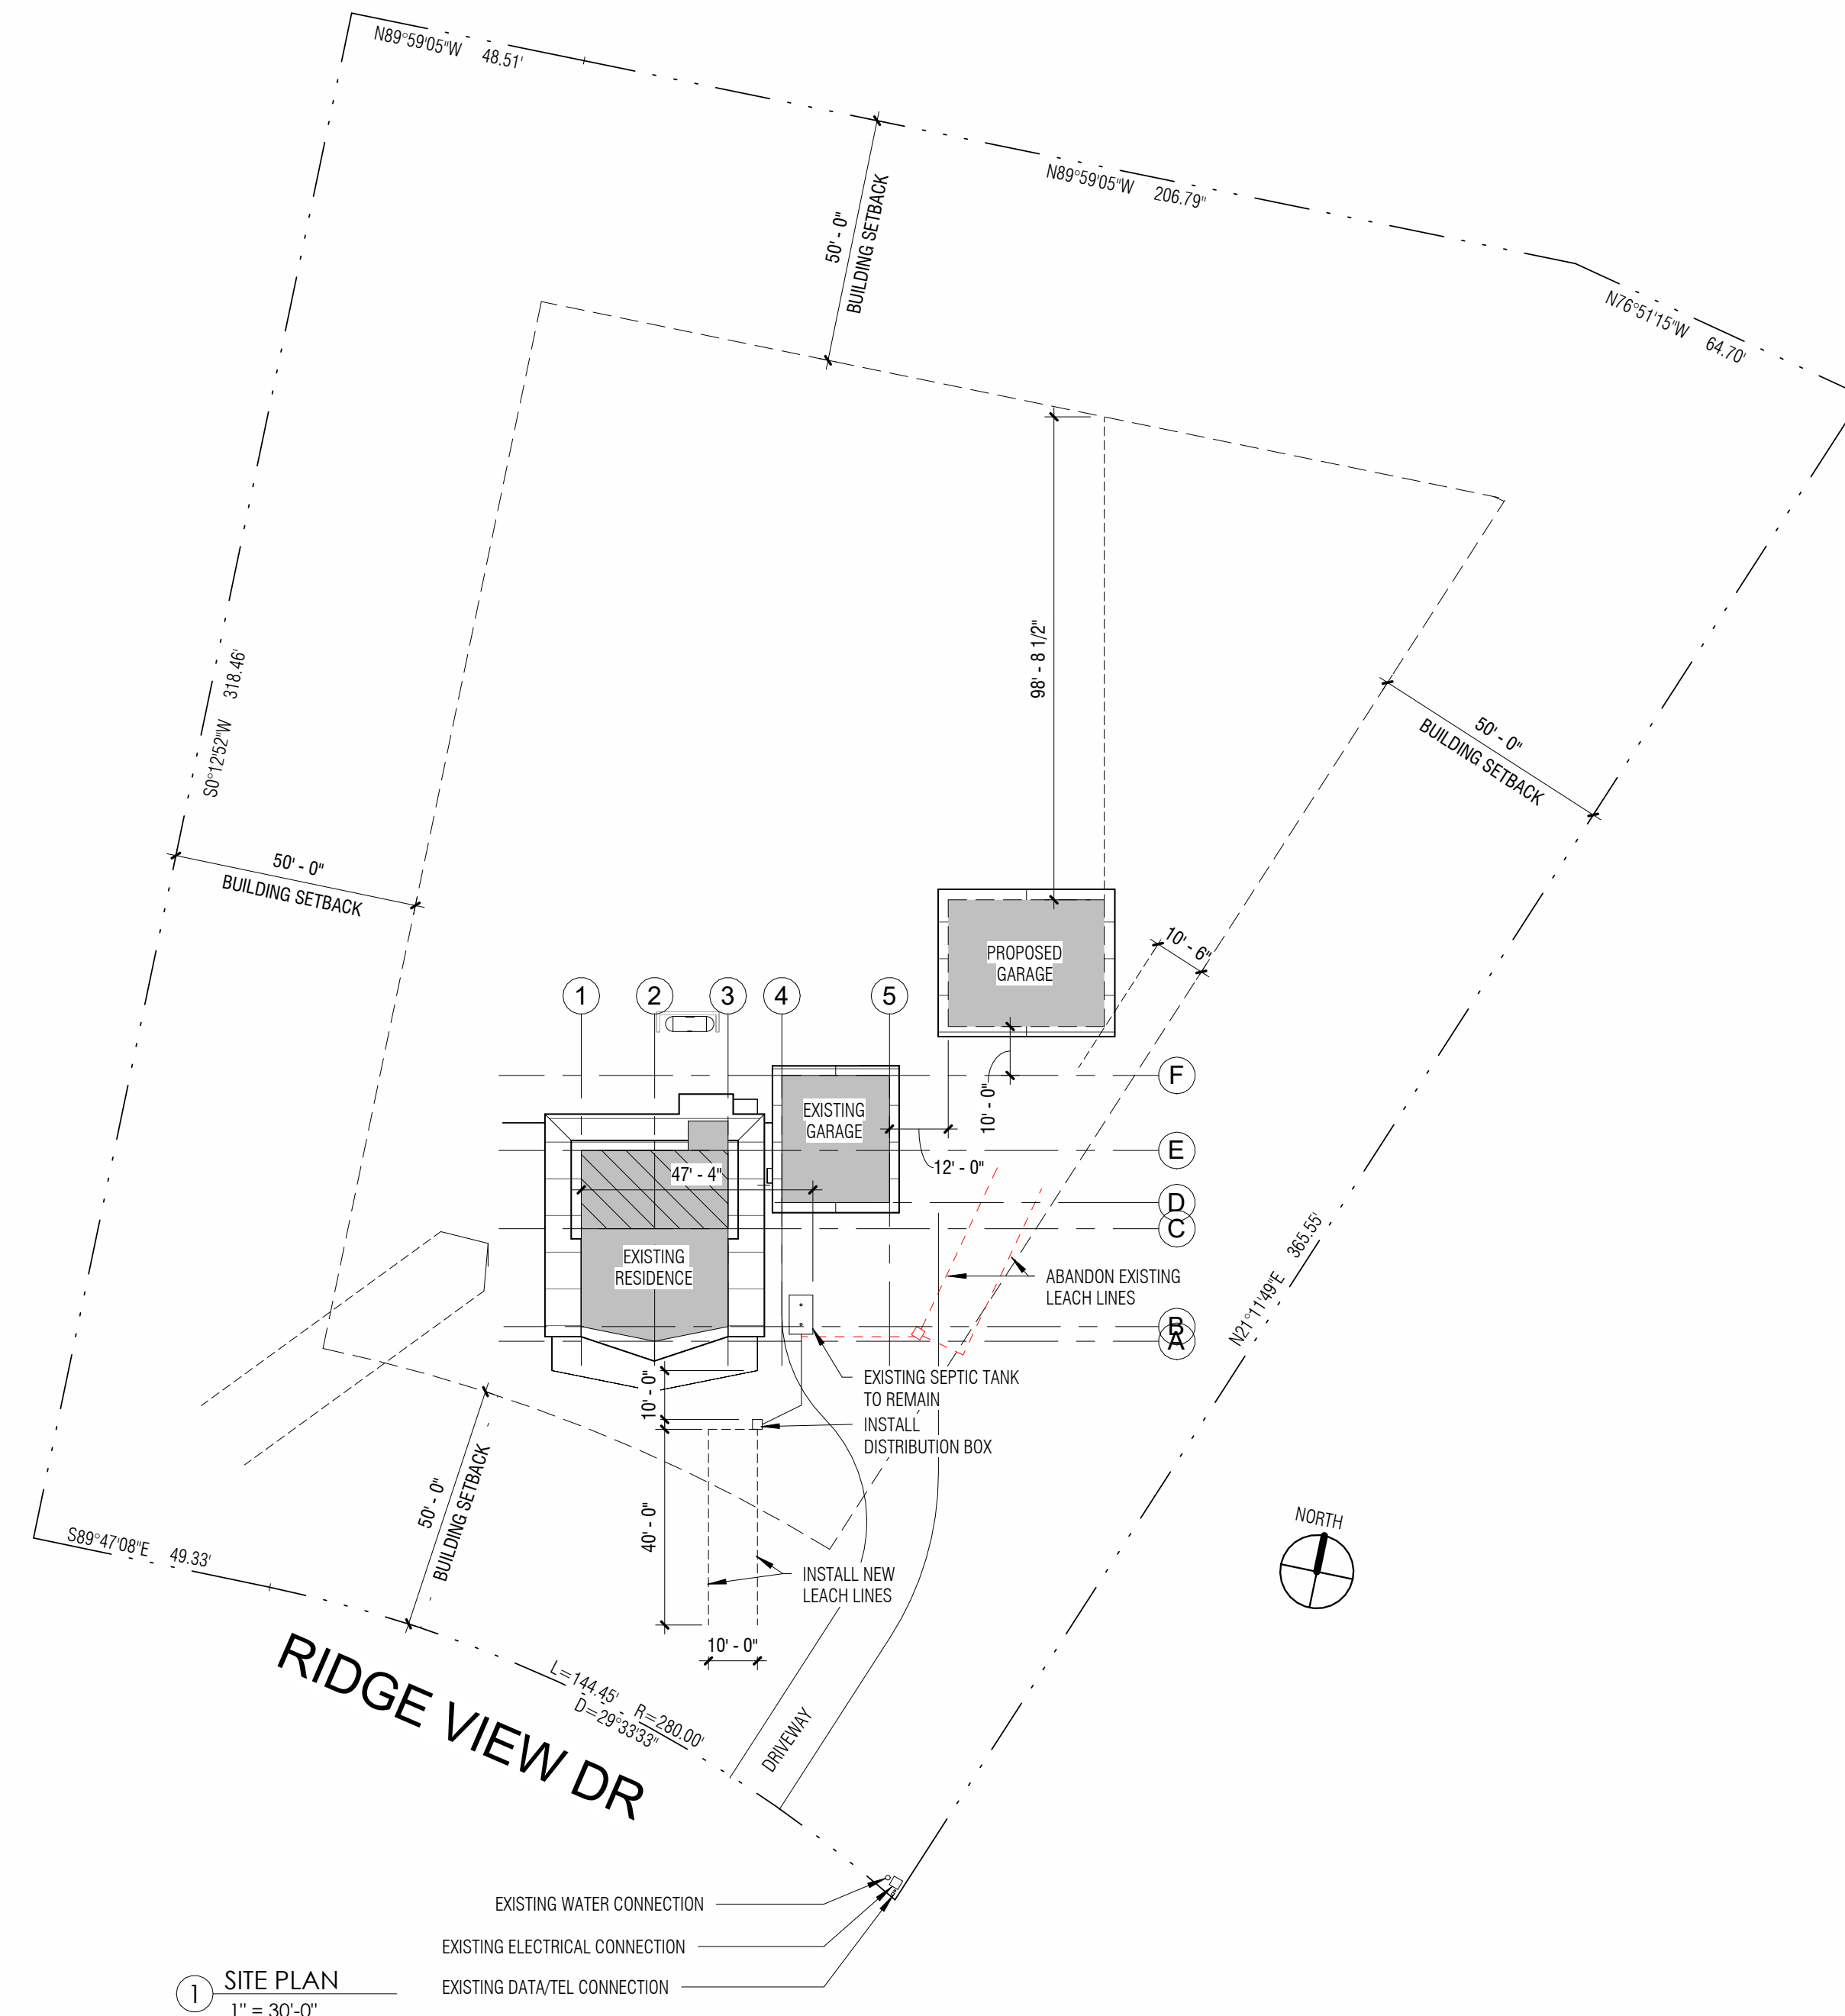 N89°59'05"W 48.51'
N89°59'05"W 206.79"
N76°51'15"W 64.70'
50' - 0"
BUILDING SETBACK
98' - 8 1/2"
S0°12'52"W 318.46'
50' - 0"
BUILDING SETBACK
50' - 0"
BUILDING SETBACK
PROPOSED
GARAGE
10' - 6"
1
2
3
4
5
F
10' - 0"
EXISTING
GARAGE
E
12' - 0"
47' - 4"
D
C
EXISTING
RESIDENCE
ABANDON EXISTING
LEACH LINES
B
A
N21°11'49"E 365.55'
EXISTING SEPTIC TANK
TO REMAIN
10' - 0"
INSTALL
DISTRIBUTION BOX
50' - 0"
BUILDING SETBACK
40' - 0"
S89°47'08"E 49.33'
NORTH
INSTALL NEW
LEACH LINES
10' - 0"
L=144.45' R=280.00'
D=29°33'33"
RIDGE VIEW DR
DRIVEWAY
EXISTING WATER CONNECTION
EXISTING ELECTRICAL CONNECTION
EXISTING DATA/TEL CONNECTION
1 SITE PLAN
1" = 30'-0"